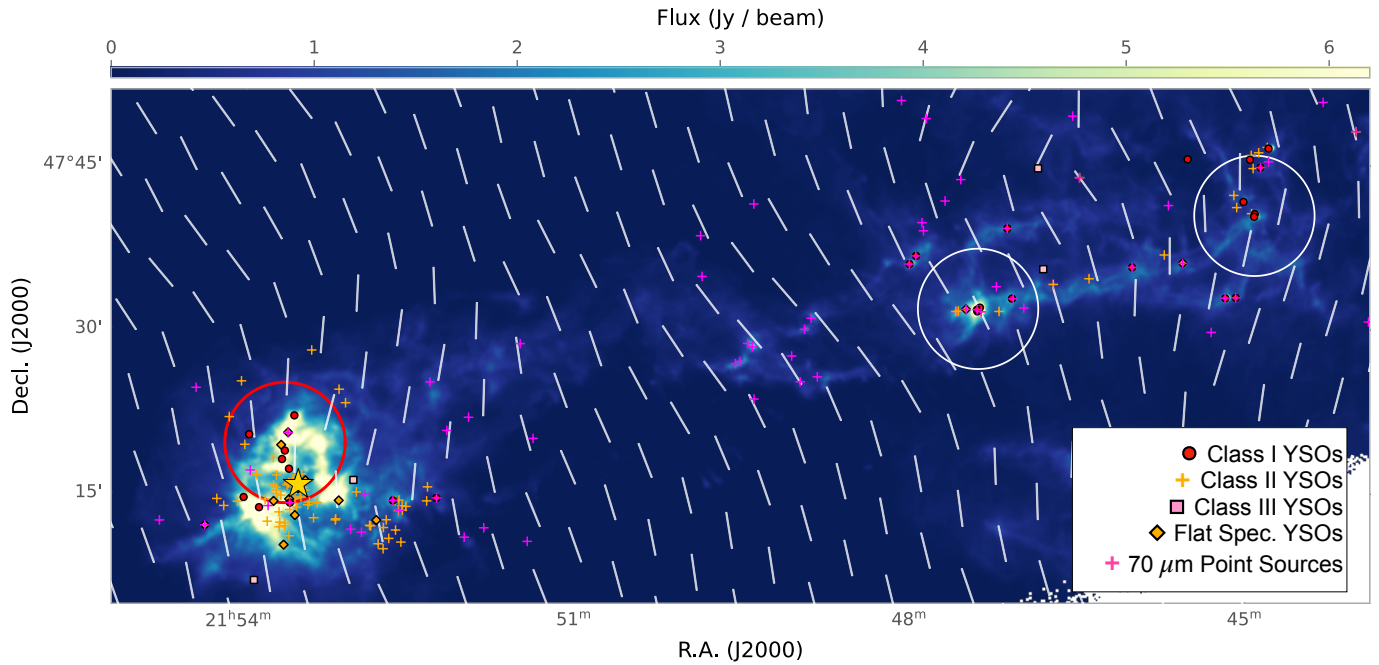 Flux (Jy / beam)
0 1 2 3 4 5 6
47°45'
30'
15'
Decl. (J2000)
21ʰ54ᵐ 51ᵐ 48ᵐ 45ᵐ
R.A. (J2000)
Class I YSOs
Class II YSOs
Class III YSOs
Flat Spec. YSOs
70 μm Point Sources